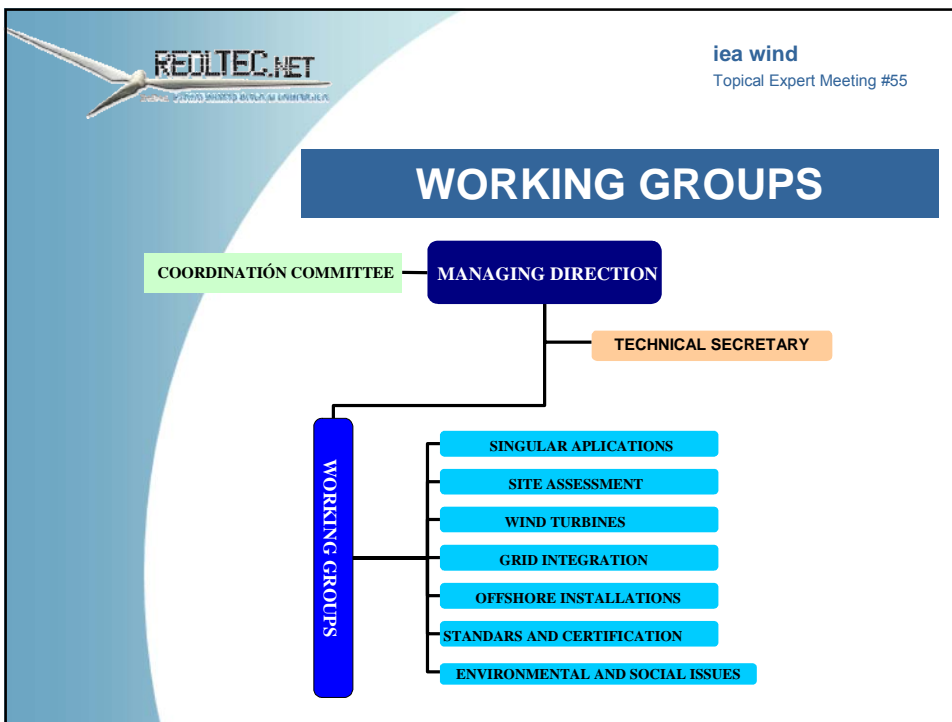 REOLTEC.NET
iea wind
Topical Expert Meeting #55
WORKING GROUPS
COORDINATIÓN COMMITTEE
MANAGING DIRECTION
TECHNICAL SECRETARY
WORKING GROUPS
SINGULAR APLICATIONS
SITE ASSESSMENT
WIND TURBINES
GRID INTEGRATION
OFFSHORE INSTALLATIONS
STANDARS AND CERTIFICATION
ENVIRONMENTAL AND SOCIAL ISSUES